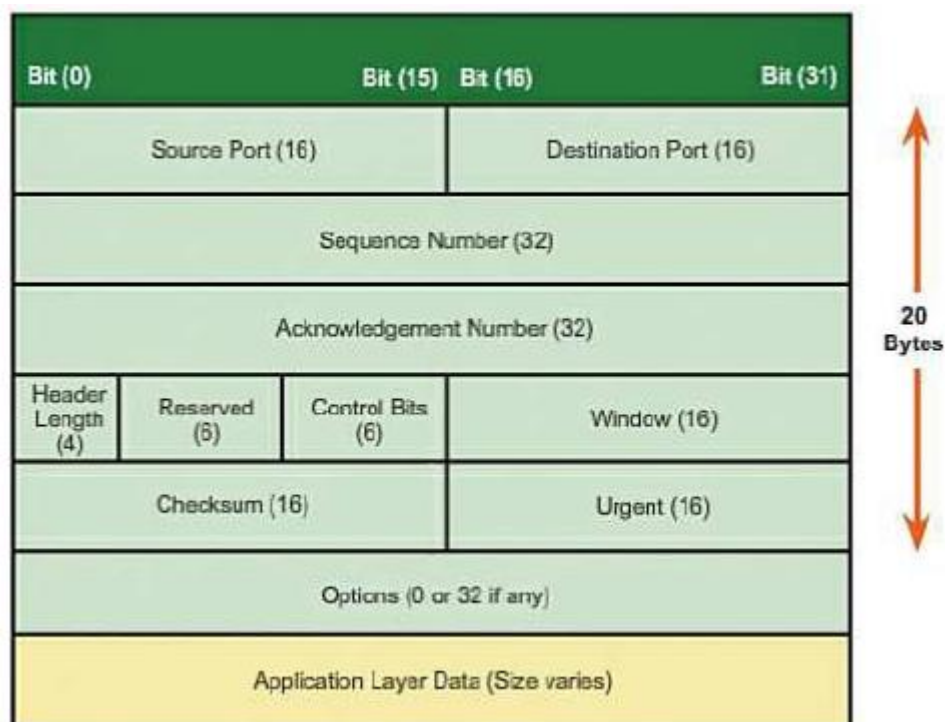 Bit (0) Bit (15) Bit (16) Bit (31)
Source Port (16) Destination Port (16)
Sequence Number (32)
Acknowledgement Number (32)
Header
Length
(4)
Reserved
(6)
Control Bits
(6)
Window (16)
Checksum (16) Urgent (16)
Options (0 or 32 if any)
Application Layer Data (Size varies)
20
Bytes